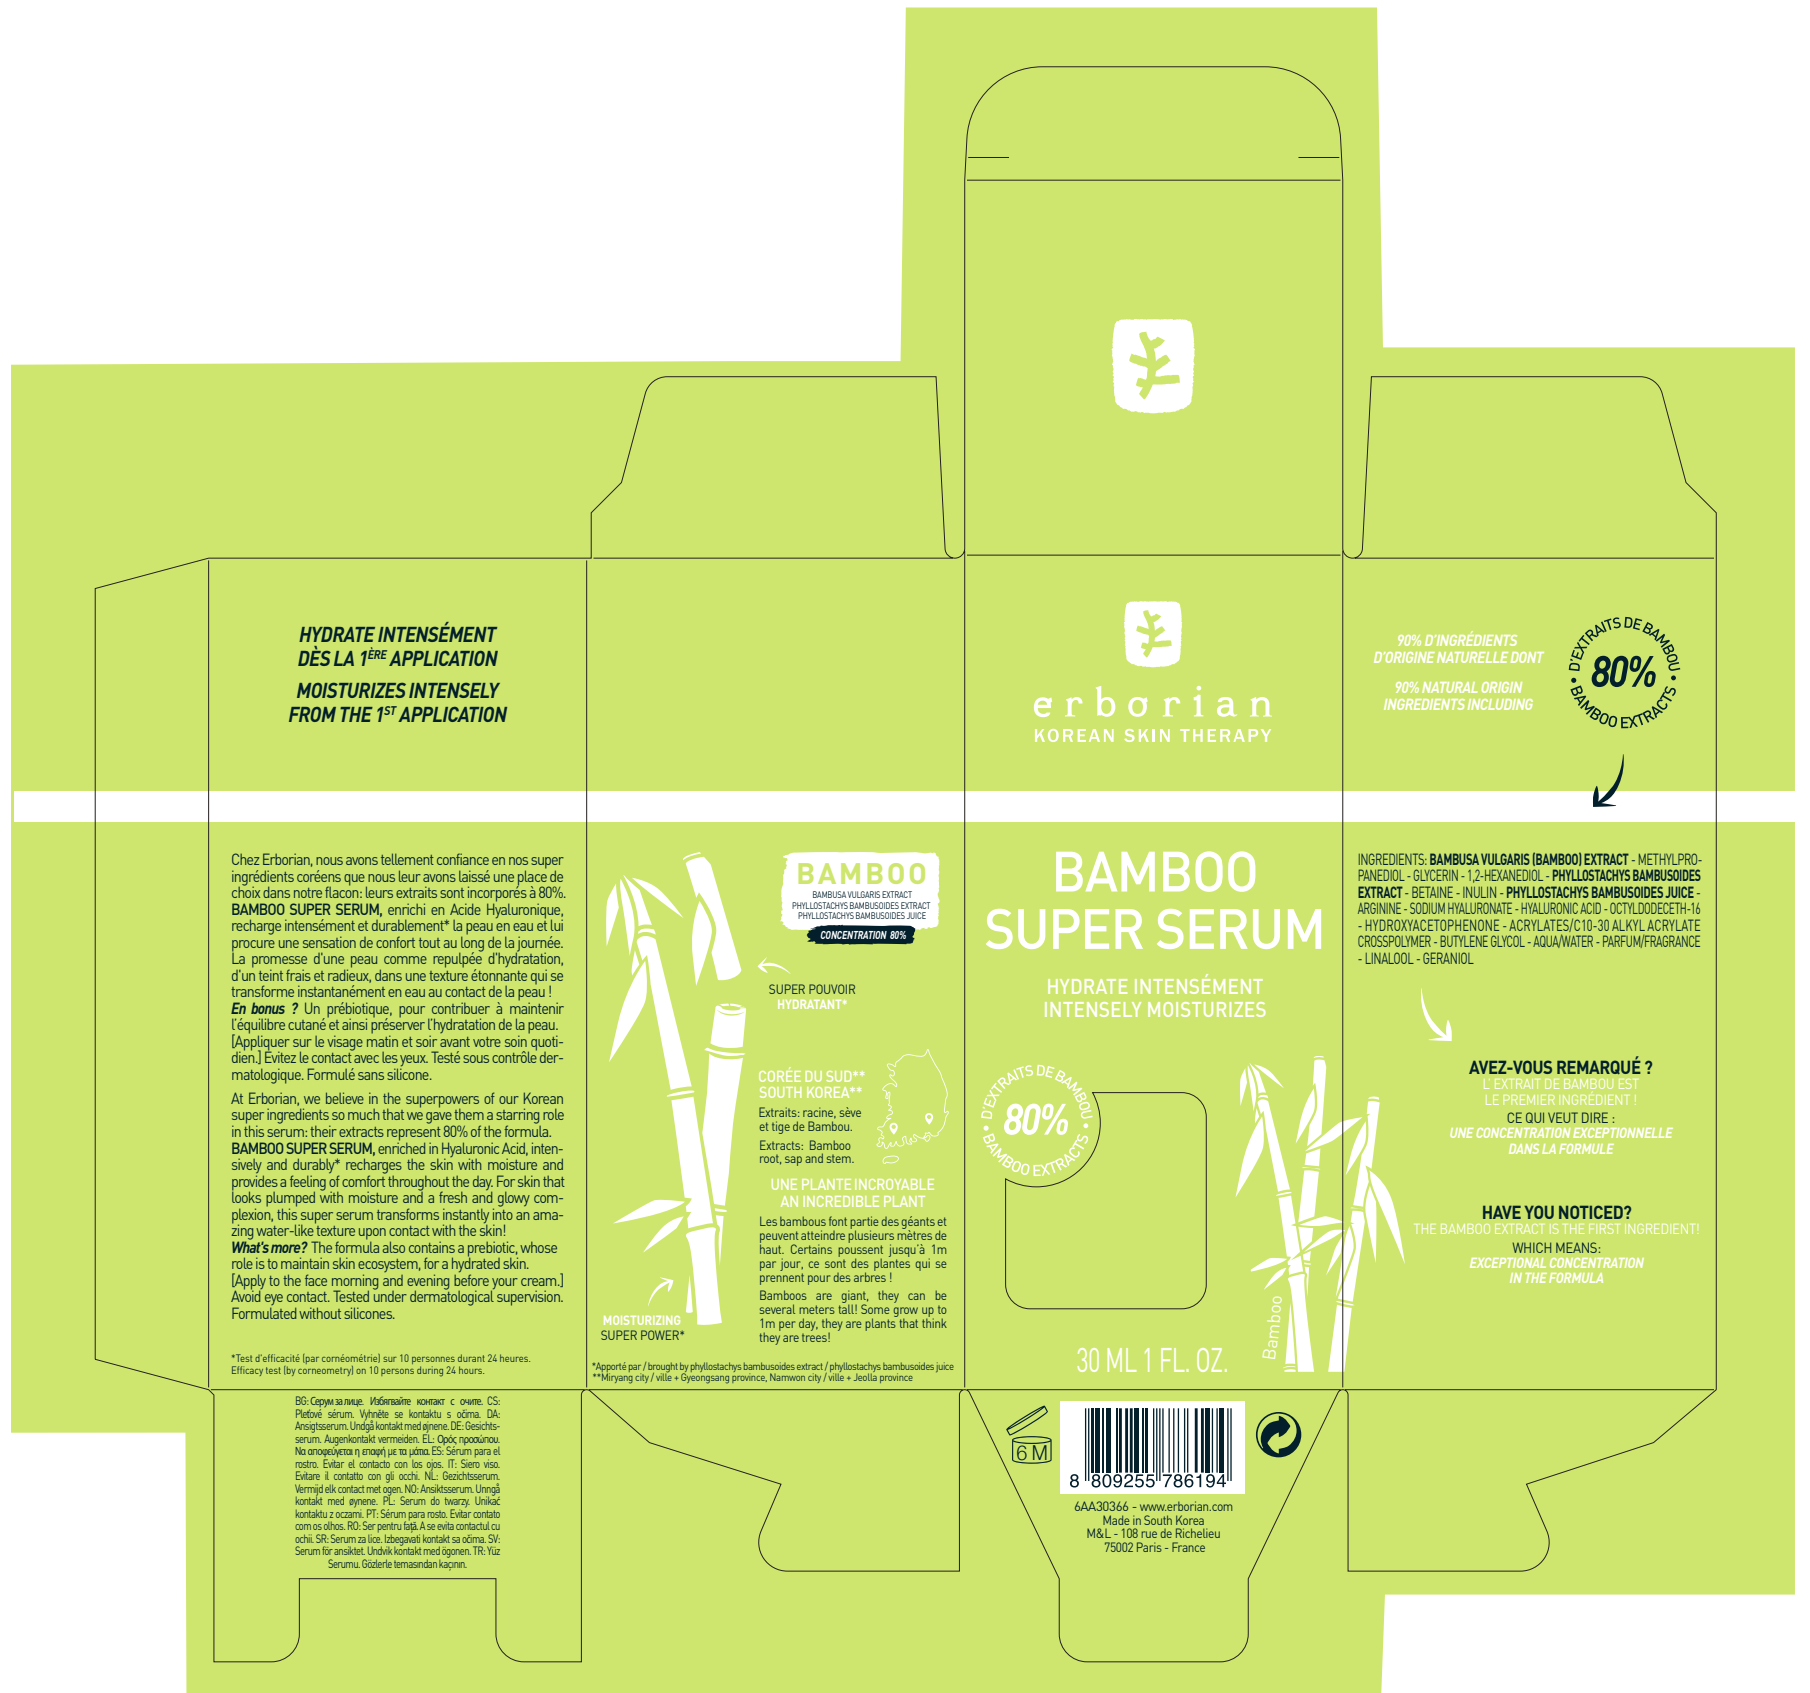 HYDRATE INTENSÉMENT
DÈS LA 1ÈRE APPLICATION
MOISTURIZES INTENSELY
FROM THE 1ST APPLICATION
Chez Erborian, nous avons tellement confiance en nos super
ingrédients coréens que nous leur avons laissé une place de
choix dans notre flacon: leurs extraits sont incorporés à 80%.
BAMBOO SUPER SERUM, enrichi en Acide Hyaluronique,
recharge intensément et durablement* la peau en eau et lui
procure une sensation de confort tout au long de la journée.
La promesse d'une peau comme repulpée d'hydratation,
d'un teint frais et radieux, dans une texture étonnante qui se
transforme instantanément en eau au contact de la peau !
En bonus ? Un prébiotique, pour contribuer à maintenir
l'équilibre cutané et ainsi préserver l'hydratation de la peau.
[Appliquer sur le visage matin et soir avant votre soin quoti-
dien.] Evitez le contact avec les yeux. Testé sous contrôle der-
matologique. Formulé sans silicone.
At Erborian, we believe in the superpowers of our Korean
super ingredients so much that we gave them a starring role
in this serum: their extracts represent 80% of the formula.
BAMBOO SUPER SERUM, enriched in Hyaluronic Acid, inten-
sively and durably* recharges the skin with moisture and
provides a feeling of comfort throughout the day. For skin that
looks plumped with moisture and a fresh and glowy com-
plexion, this super serum transforms instantly into an ama-
zing water-like texture upon contact with the skin!
What's more? The formula also contains a prebiotic, whose
role is to maintain skin ecosystem, for a hydrated skin.
[Apply to the face morning and evening before your cream.]
Avoid eye contact. Tested under dermatological supervision.
Formulated without silicones.
*Test d'efficacité (par cornéométrie) sur 10 personnes durant 24 heures.
Efficacy test (by corneometry) on 10 persons during 24 hours.
BG: Серум за лице. Избягвайте контакт с очите. CS:
Pleťové sérum. Vyhněte se kontaktu s očima. DA:
Ansigtsserum. Undgå kontakt med øjnene. DE: Gesichts-
serum. Augenkontakt vermeiden. EL: Ορός προσώπου.
Να αποφεύγεται η επαφή με τα μάτια. ES: Sérum para el
rostro. Evitar el contacto con los ojos. IT: Siero viso.
Evitare il contatto con gli occhi. NL: Gezichtsserum.
Vermijd elk contact met ogen. NO: Ansiktsserum. Unngå
kontakt med øynene. PL: Serum do twarzy. Unikać
kontaktu z oczami. PT: Sérum para rosto. Evitar contato
com os olhos. RO: Ser pentru față. A se evita contactul cu
ochii. SR: Serum za lice. Izbegavati kontakt sa očima. SV:
Serum för ansiktet. Undvik kontakt med ögonen. TR: Yüz
Serumu. Gözlerle temasından kaçının.
BAMBOO
BAMBUSA VULGARIS EXTRACT
PHYLLOSTACHYS BAMBUSOIDES EXTRACT
PHYLLOSTACHYS BAMBUSOIDES JUICE
CONCENTRATION 80%
SUPER POUVOIR
HYDRATANT*
CORÉE DU SUD**
SOUTH KOREA**
Extraits: racine, sève
et tige de Bambou.
Extracts: Bamboo
root, sap and stem.
UNE PLANTE INCROYABLE
AN INCREDIBLE PLANT
Les bambous font partie des géants et
peuvent atteindre plusieurs mètres de
haut. Certains poussent jusqu'à 1m
par jour, ce sont des plantes qui se
prennent pour des arbres !
Bamboos are giant, they can be
several meters tall! Some grow up to
1m per day, they are plants that think
they are trees!
MOISTURIZING
SUPER POWER*
*Apporté par / brought by phyllostachys bambusoides extract / phyllostachys bambusoides juice
**Miryang city / ville + Gyeongsang province, Namwon city / ville + Jeolla province
erborian
KOREAN SKIN THERAPY
BAMBOO
SUPER SERUM
HYDRATE INTENSÉMENT
INTENSELY MOISTURIZES
• D'EXTRAITS DE BAMBOU •
80%
BAMBOO EXTRACTS
Bamboo
30 ML 1 FL. OZ.
6 M
8 809255 786194
6AA30366 - www.erborian.com
Made in South Korea
M&L - 108 rue de Richelieu
75002 Paris - France
90% D'INGRÉDIENTS
D'ORIGINE NATURELLE DONT
90% NATURAL ORIGIN
INGREDIENTS INCLUDING
• D'EXTRAITS DE BAMBOU •
80%
BAMBOO EXTRACTS
INGREDIENTS: BAMBUSA VULGARIS (BAMBOO) EXTRACT - METHYLPRO-
PANEDIOL - GLYCERIN - 1,2-HEXANEDIOL - PHYLLOSTACHYS BAMBUSOIDES
EXTRACT - BETAINE - INULIN - PHYLLOSTACHYS BAMBUSOIDES JUICE -
ARGININE - SODIUM HYALURONATE - HYALURONIC ACID - OCTYLDODECETH-16
- HYDROXYACETOPHENONE - ACRYLATES/C10-30 ALKYL ACRYLATE
CROSSPOLYMER - BUTYLENE GLYCOL - AQUA/WATER - PARFUM/FRAGRANCE
- LINALOOL - GERANIOL
AVEZ-VOUS REMARQUÉ ?
L' EXTRAIT DE BAMBOU EST
LE PREMIER INGRÉDIENT !
CE QUI VEUT DIRE :
UNE CONCENTRATION EXCEPTIONNELLE
DANS LA FORMULE
HAVE YOU NOTICED?
THE BAMBOO EXTRACT IS THE FIRST INGREDIENT!
WHICH MEANS:
EXCEPTIONAL CONCENTRATION
IN THE FORMULA